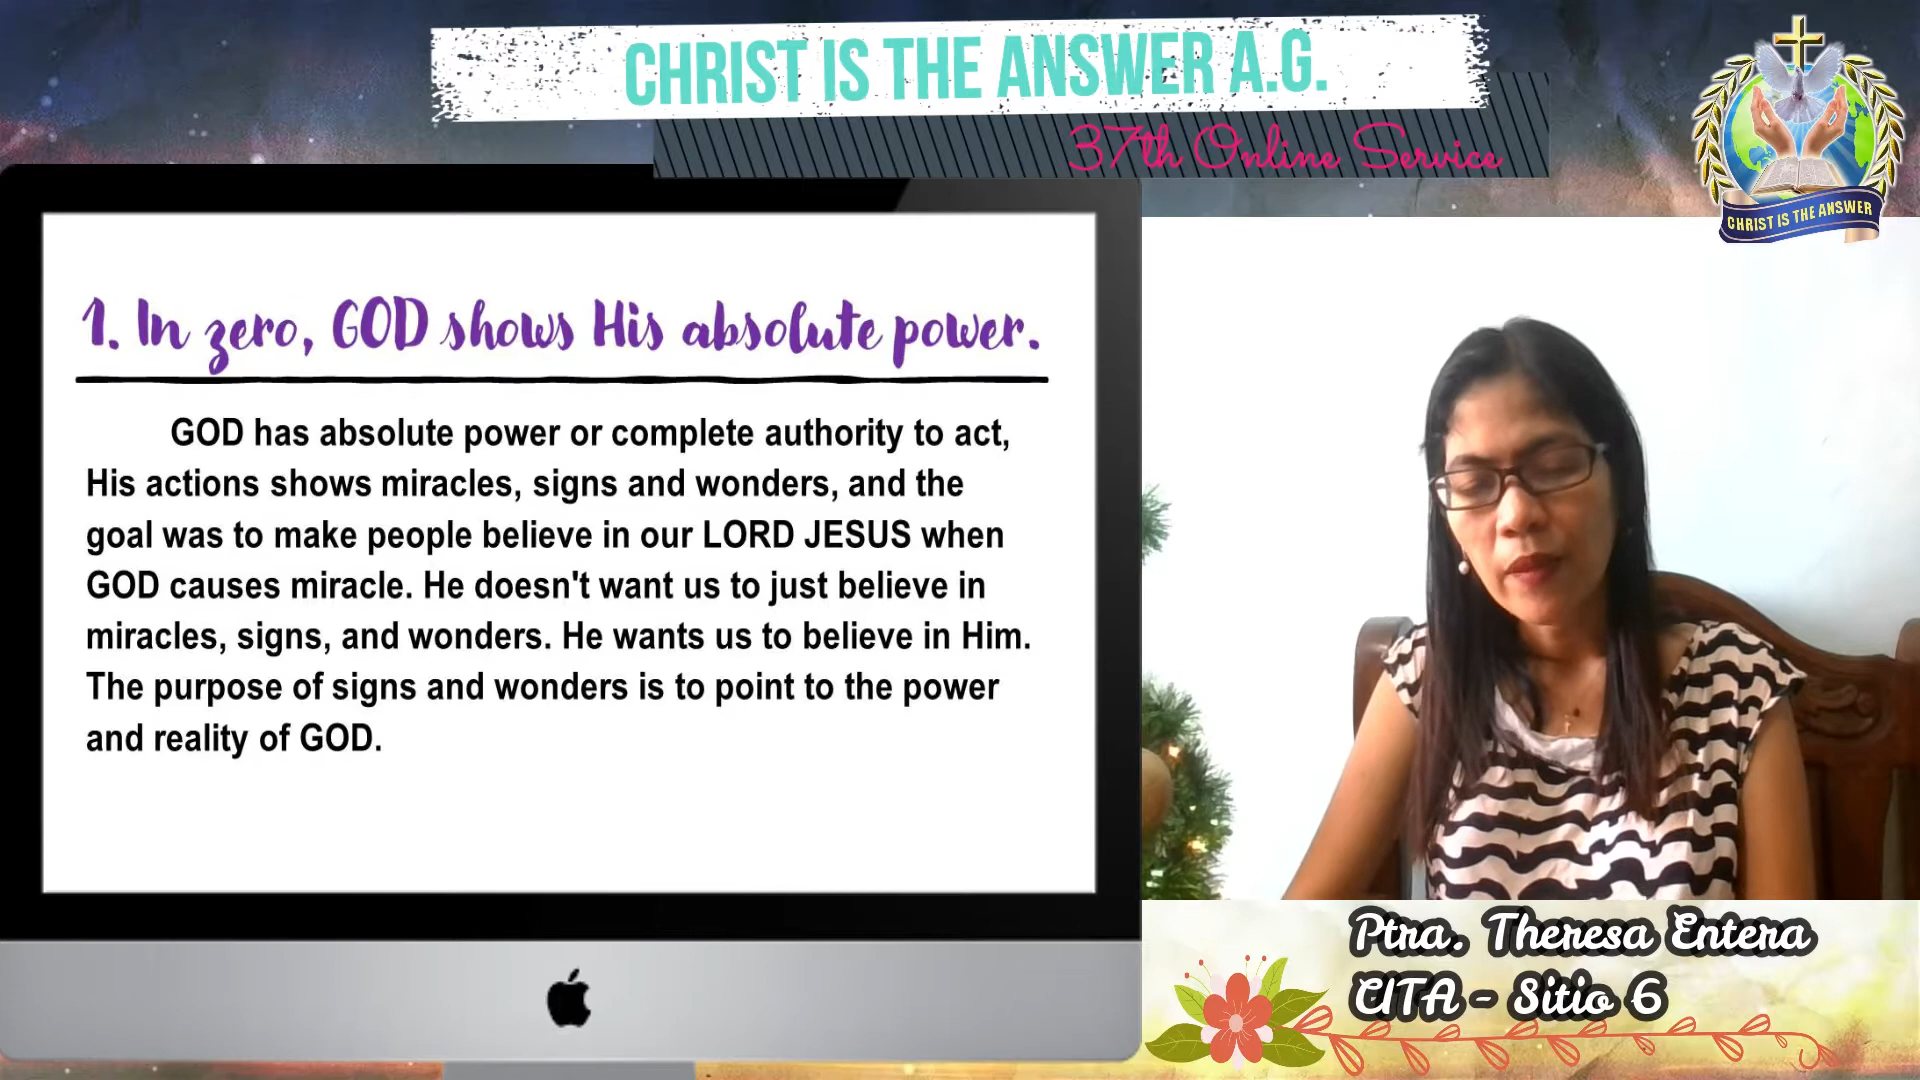 CHRIST IS THE ANSWER A.G.
37th Online Service
CHRIST IS THE ANSWER
1. In zero, GOD shows His absolute power.
GOD has absolute power or complete authority to act,
His actions shows miracles, signs and wonders, and the
goal was to make people believe in our LORD JESUS when
GOD causes miracle. He doesn't want us to just believe in
miracles, signs, and wonders. He wants us to believe in Him.
The purpose of signs and wonders is to point to the power
and reality of GOD.
Ptra. Theresa Entera
CITA - Sitio 6